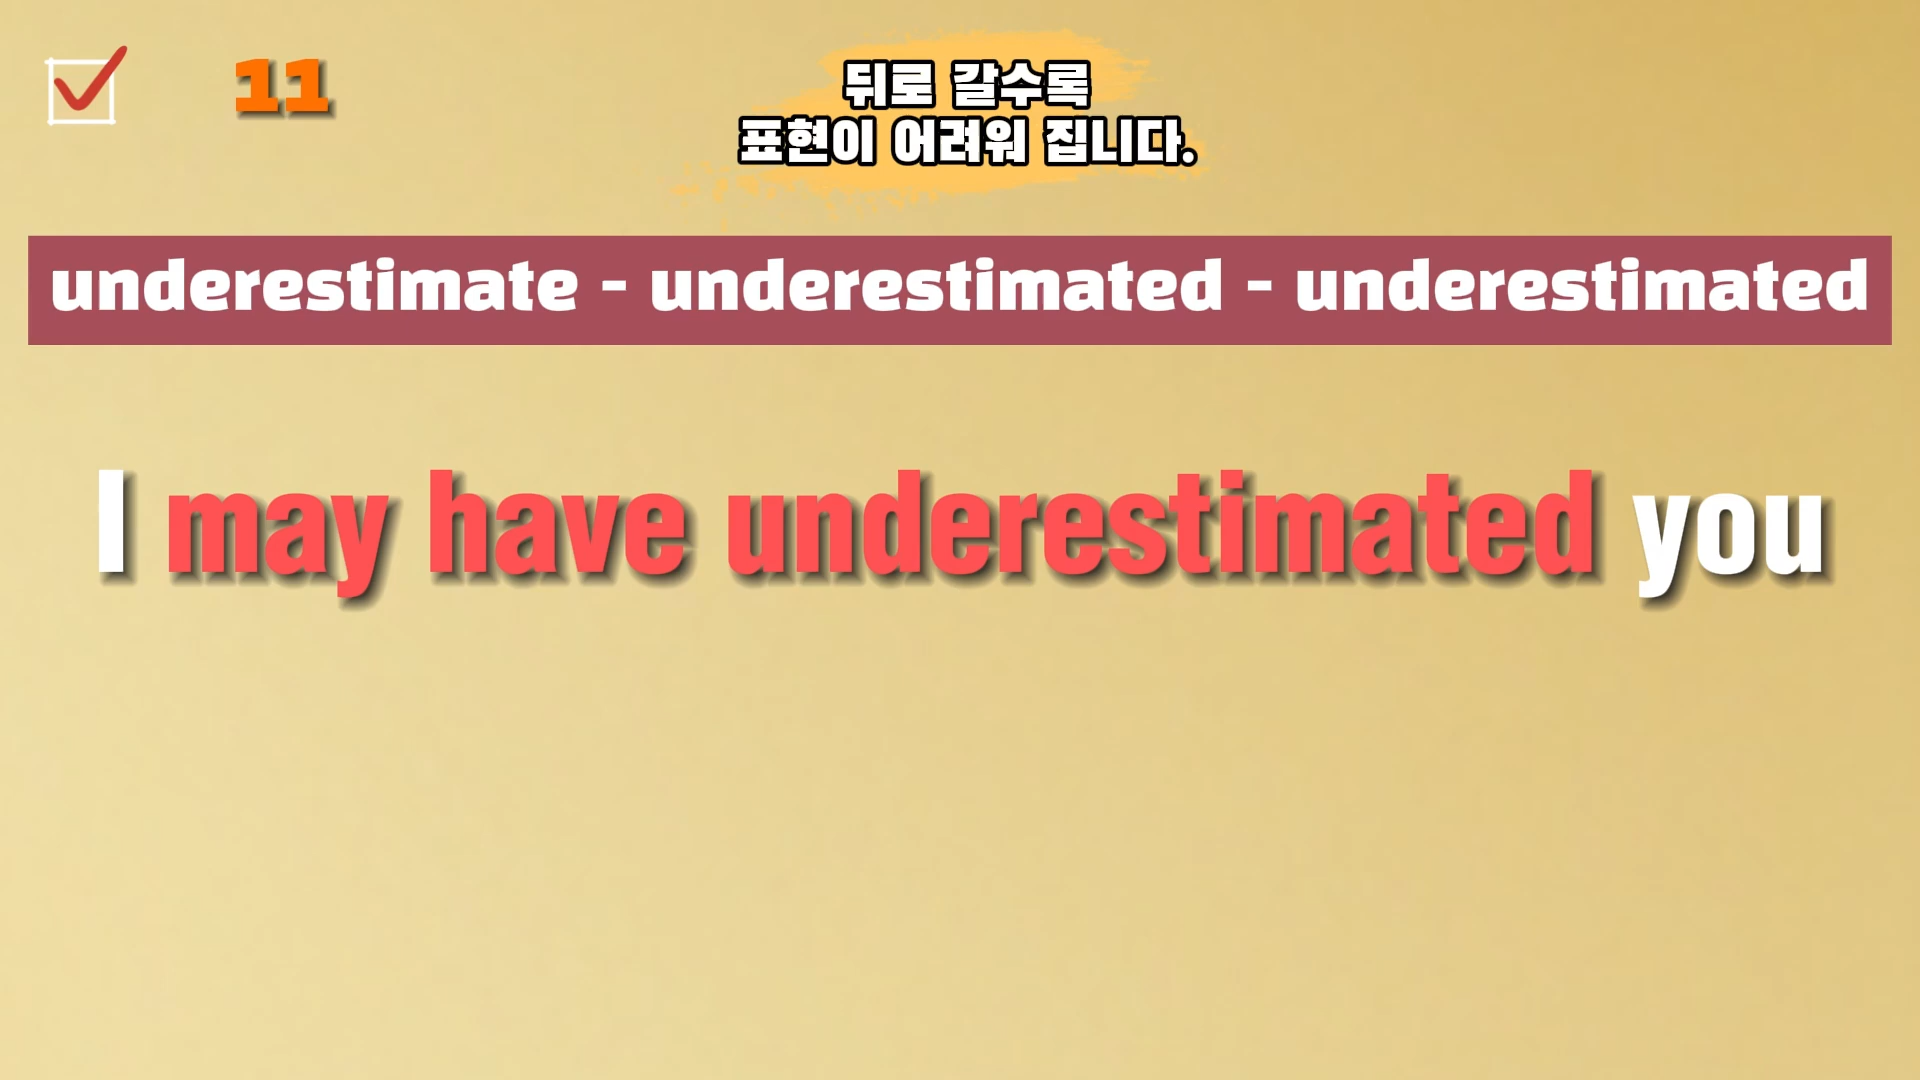 11
뒤로 갈수록
표현이 어려워 집니다.
underestimate - underestimated - underestimated
I may have underestimated you